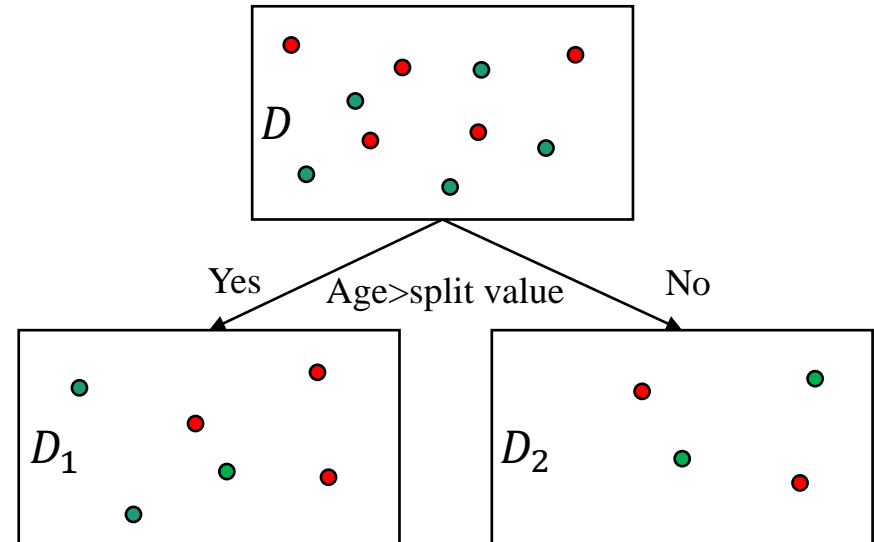 D
Yes
Age>split value
No
D₁
D₂